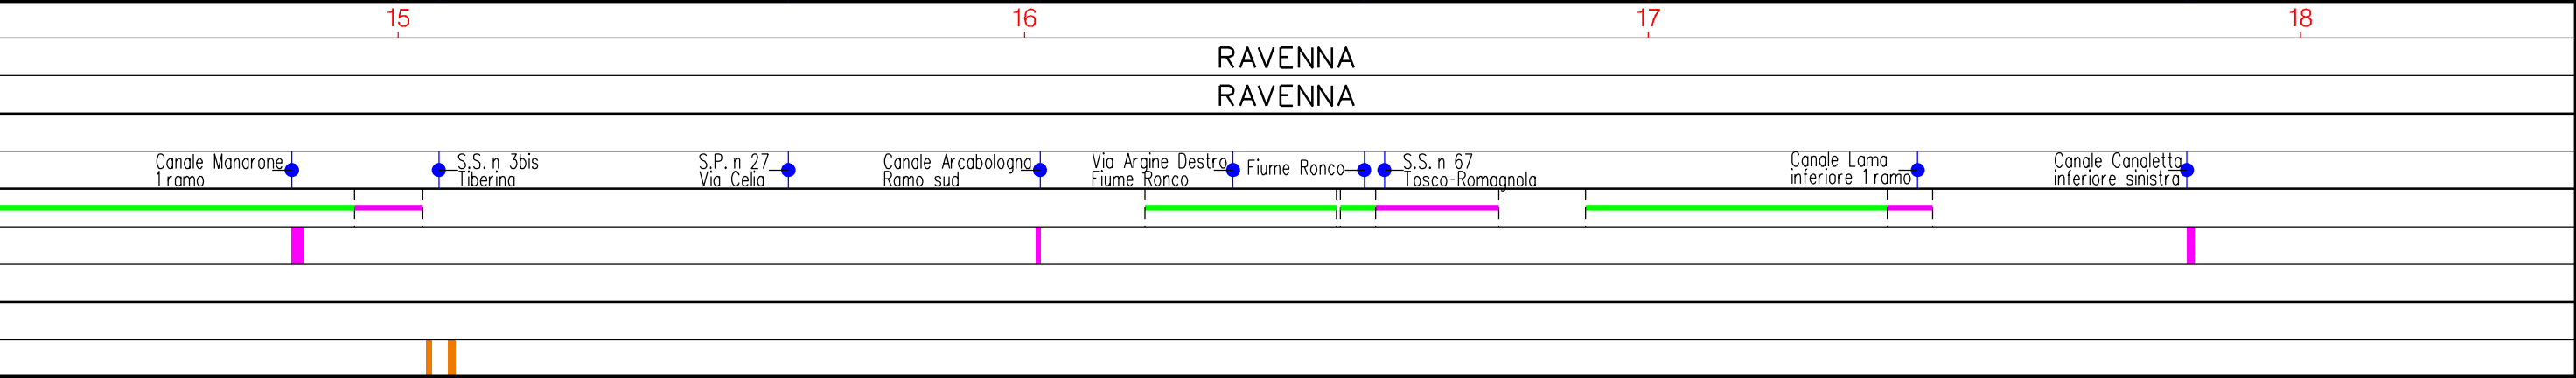 15 16 17 18
RAVENNA
RAVENNA
Canale Manarone
1 ramo
S.S. n 3bis
Tiberina
S.P. n 27
Via Celia
Canale Arcabologna
Ramo sud
Via Argine Destro
Fiume Ronco
Fiume Ronco
S.S. n 67
Tosco-Romagnola
Canale Lama
inferiore 1 ramo
Canale Canaletta
inferiore sinistra